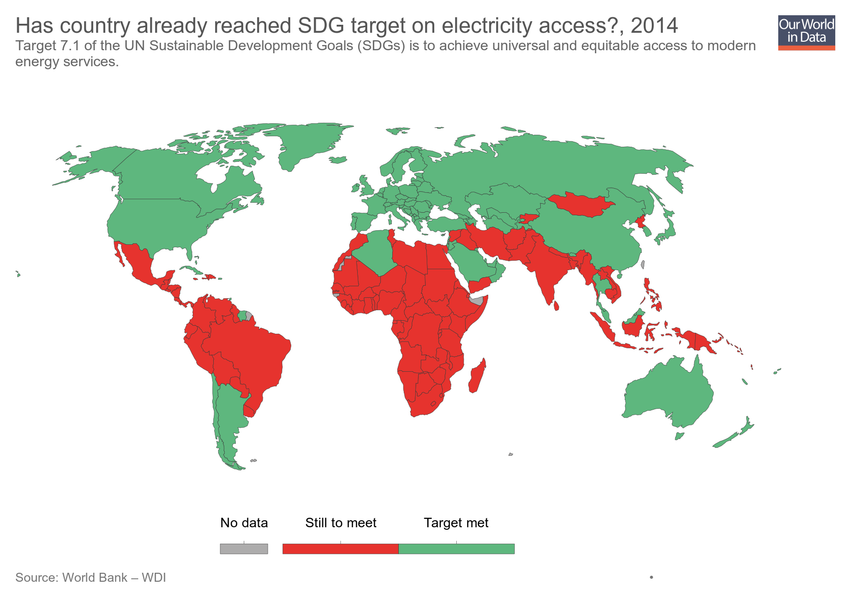 Has country already reached SDG target on electricity access?, 2014
Our World
in Data
Target 7.1 of the UN Sustainable Development Goals (SDGs) is to achieve universal and equitable access to modern
energy services.
No data
Still to meet
Target met
Source: World Bank – WDI